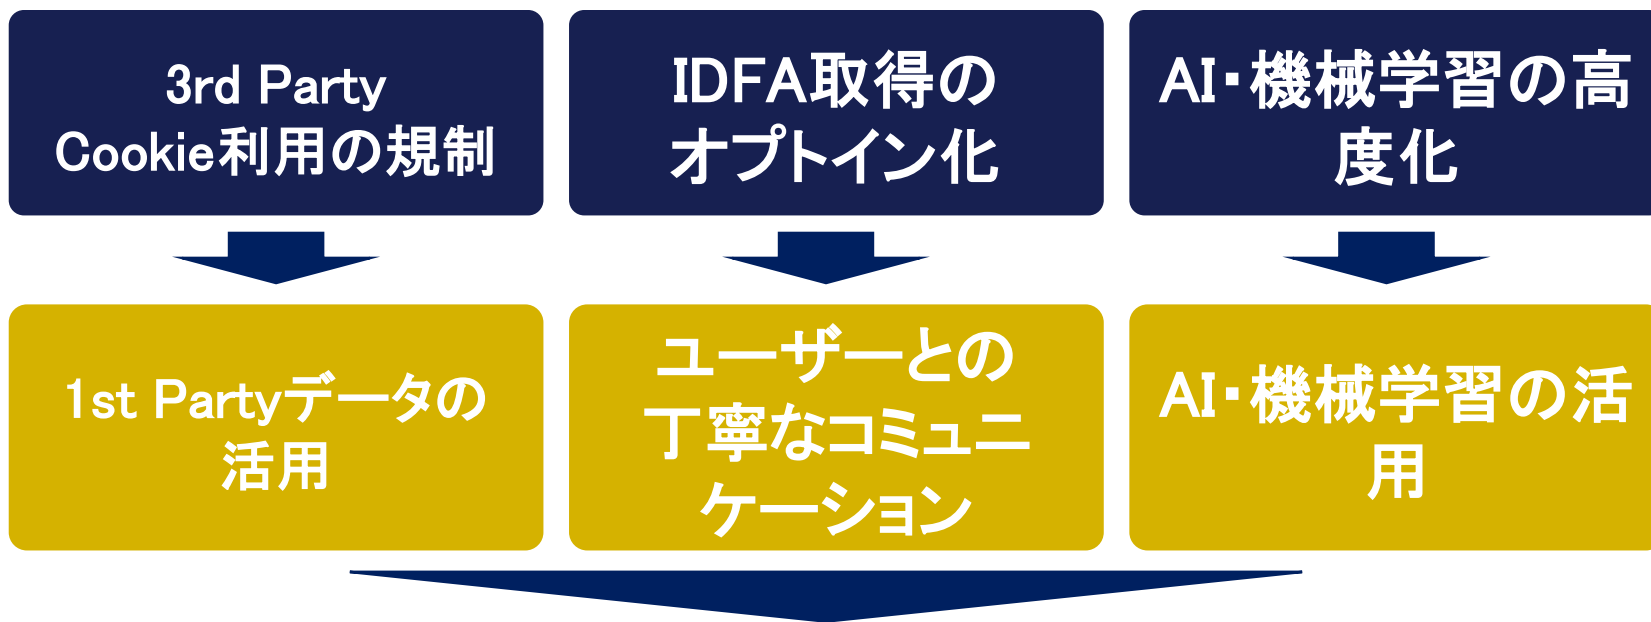 3rd Party
Cookie利用の規制
IDFA取得の
オプトイン化
AI・機械学習の高
度化
1st Partyデータの
活用
ユーザーとの
丁寧なコミュニ
ケーション
AI・機械学習の活
用